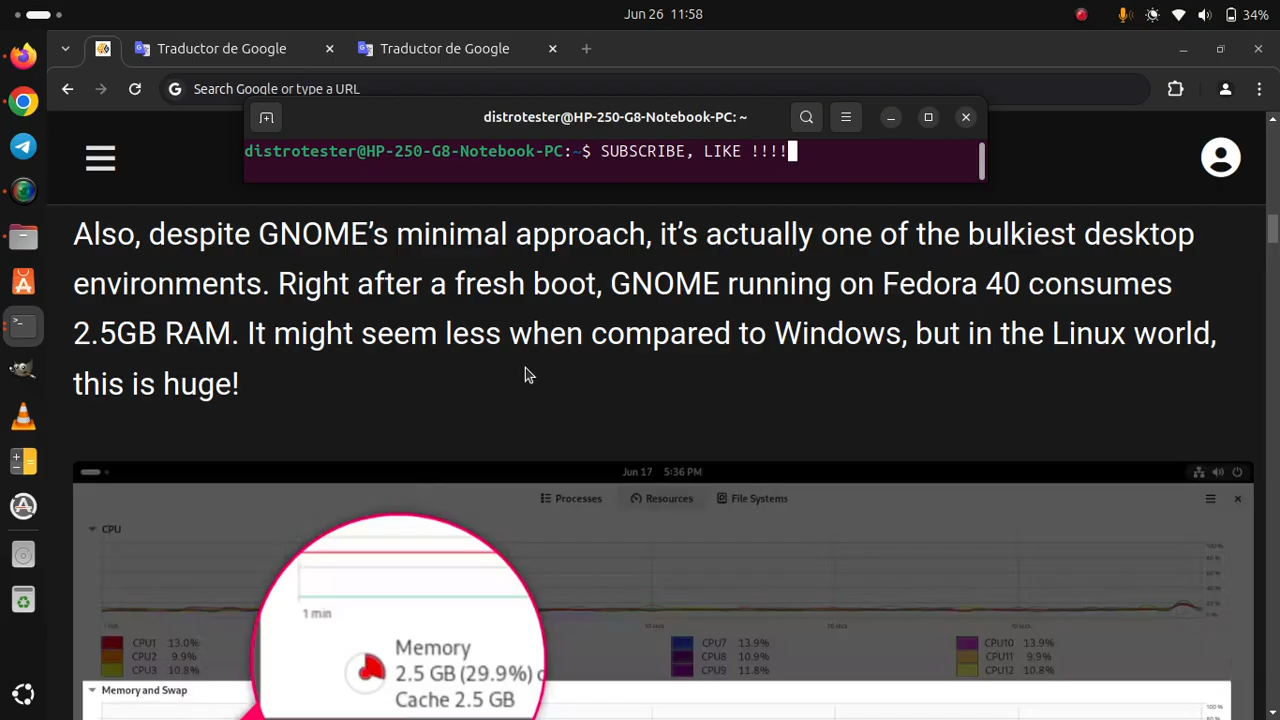 Jun 26 11:58
34%
Traductor de Google
Traductor de Google
Search Google or type a URL
distrotester@HP-250-G8-Notebook-PC: ~
distrotester@HP-250-G8-Notebook-PC:~$ SUBSCRIBE, LIKE !!!!
Also, despite GNOME’s minimal approach, it’s actually one of the bulkiest desktop
environments. Right after a fresh boot, GNOME running on Fedora 40 consumes
2.5GB RAM. It might seem less when compared to Windows, but in the Linux world,
this is huge!
Jun 17 5:36 PM
Processes Resources File Systems
CPU
1 min
CPU1 13.0% CPU7 13.9% CPU10 13.9%
CPU2 9.9% CPU8 10.9% CPU11 9.9%
CPU3 10.8% CPU9 11.8% CPU12 10.8%
Memory
2.5 GB (29.9%)
Cache 2.5 GB
Memory and Swap
100 %